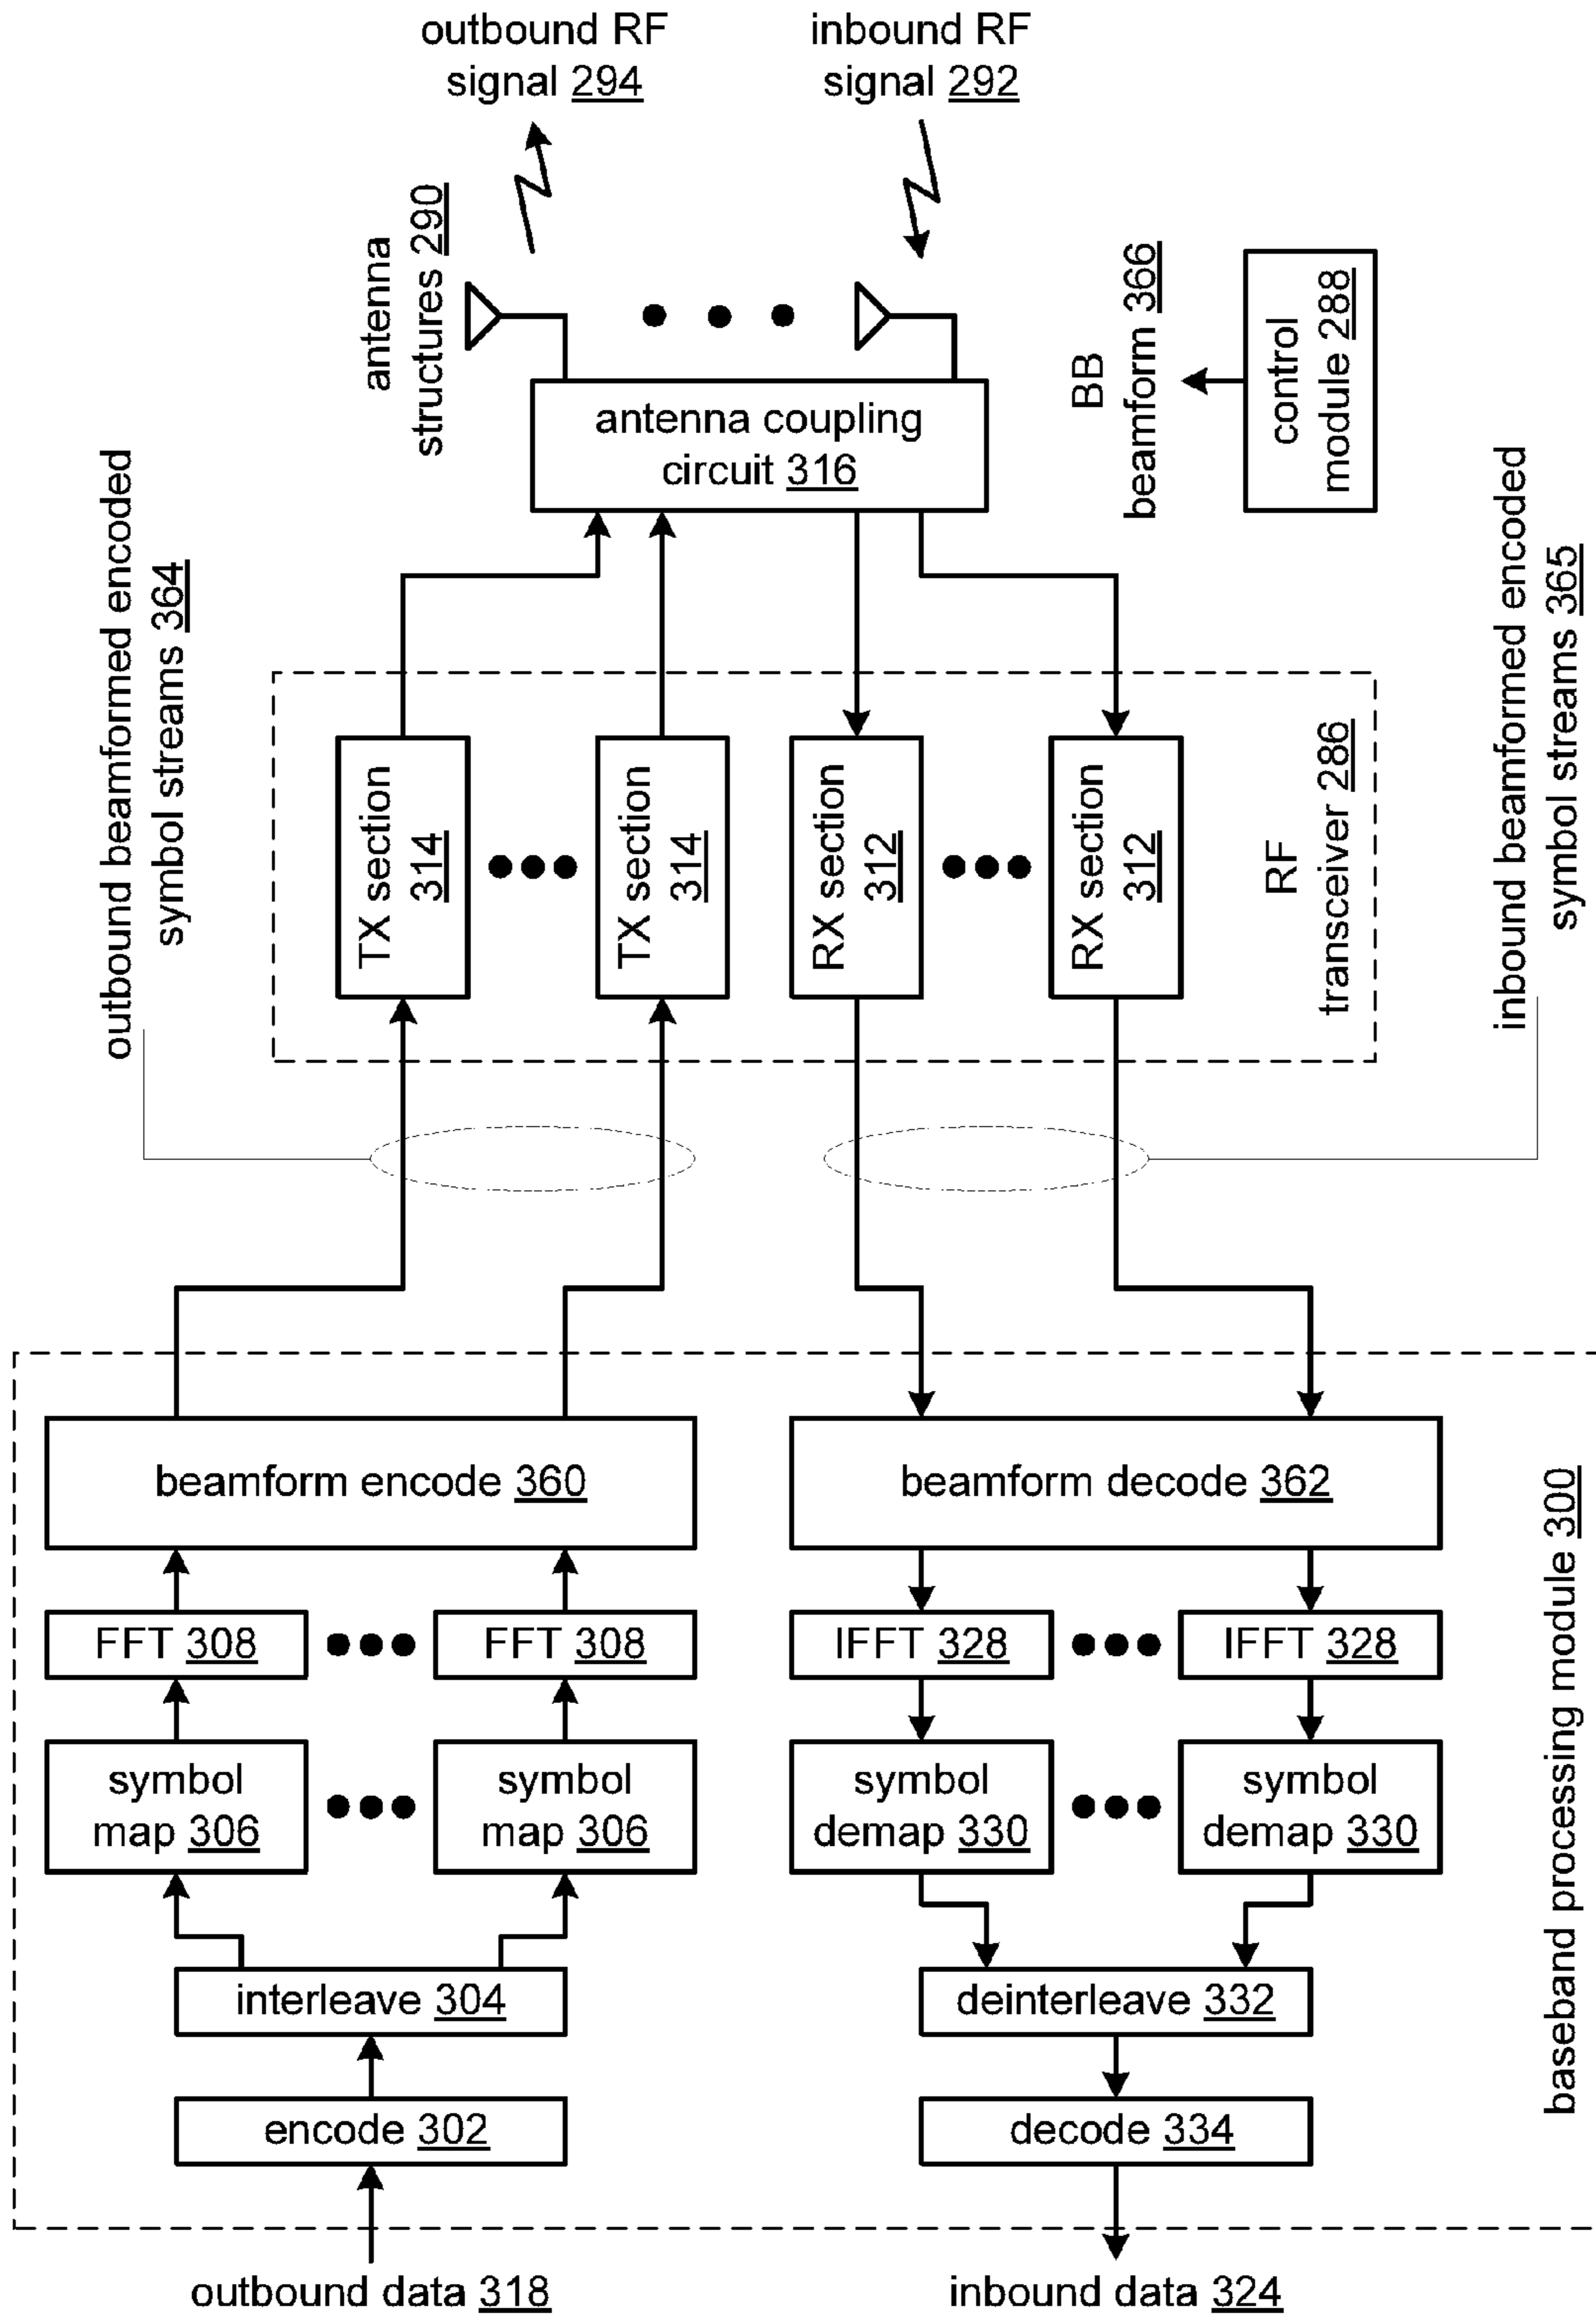 outbound RF
signal 294
inbound RF
signal 292
antenna
structures 290
antenna coupling
circuit 316
BB
beamform 366
control
module 288
outbound beamformed encoded
symbol streams 364
inbound beamformed encoded
symbol streams 365
TX section
314
TX section
314
RX section
312
RX section
312
RF
transceiver 286
beamform encode 360
beamform decode 362
FFT 308
FFT 308
IFFT 328
IFFT 328
symbol
map 306
symbol
map 306
symbol
demap 330
symbol
demap 330
interleave 304
deinterleave 332
encode 302
decode 334
baseband processing module 300
outbound data 318
inbound data 324